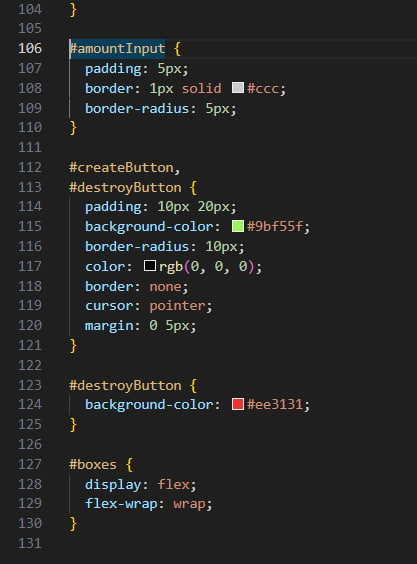 104 }
105
106 #amountInput {
107 padding: 5px;
108 border: 1px solid #ccc;
109 border-radius: 5px;
110 }
111
112 #createButton,
113 #destroyButton {
114 padding: 10px 20px;
115 background-color: #9bf55f;
116 border-radius: 10px;
117 color: rgb(0, 0, 0);
118 border: none;
119 cursor: pointer;
120 margin: 0 5px;
121 }
122
123 #destroyButton {
124 background-color: #ee3131;
125 }
126
127 #boxes {
128 display: flex;
129 flex-wrap: wrap;
130 }
131